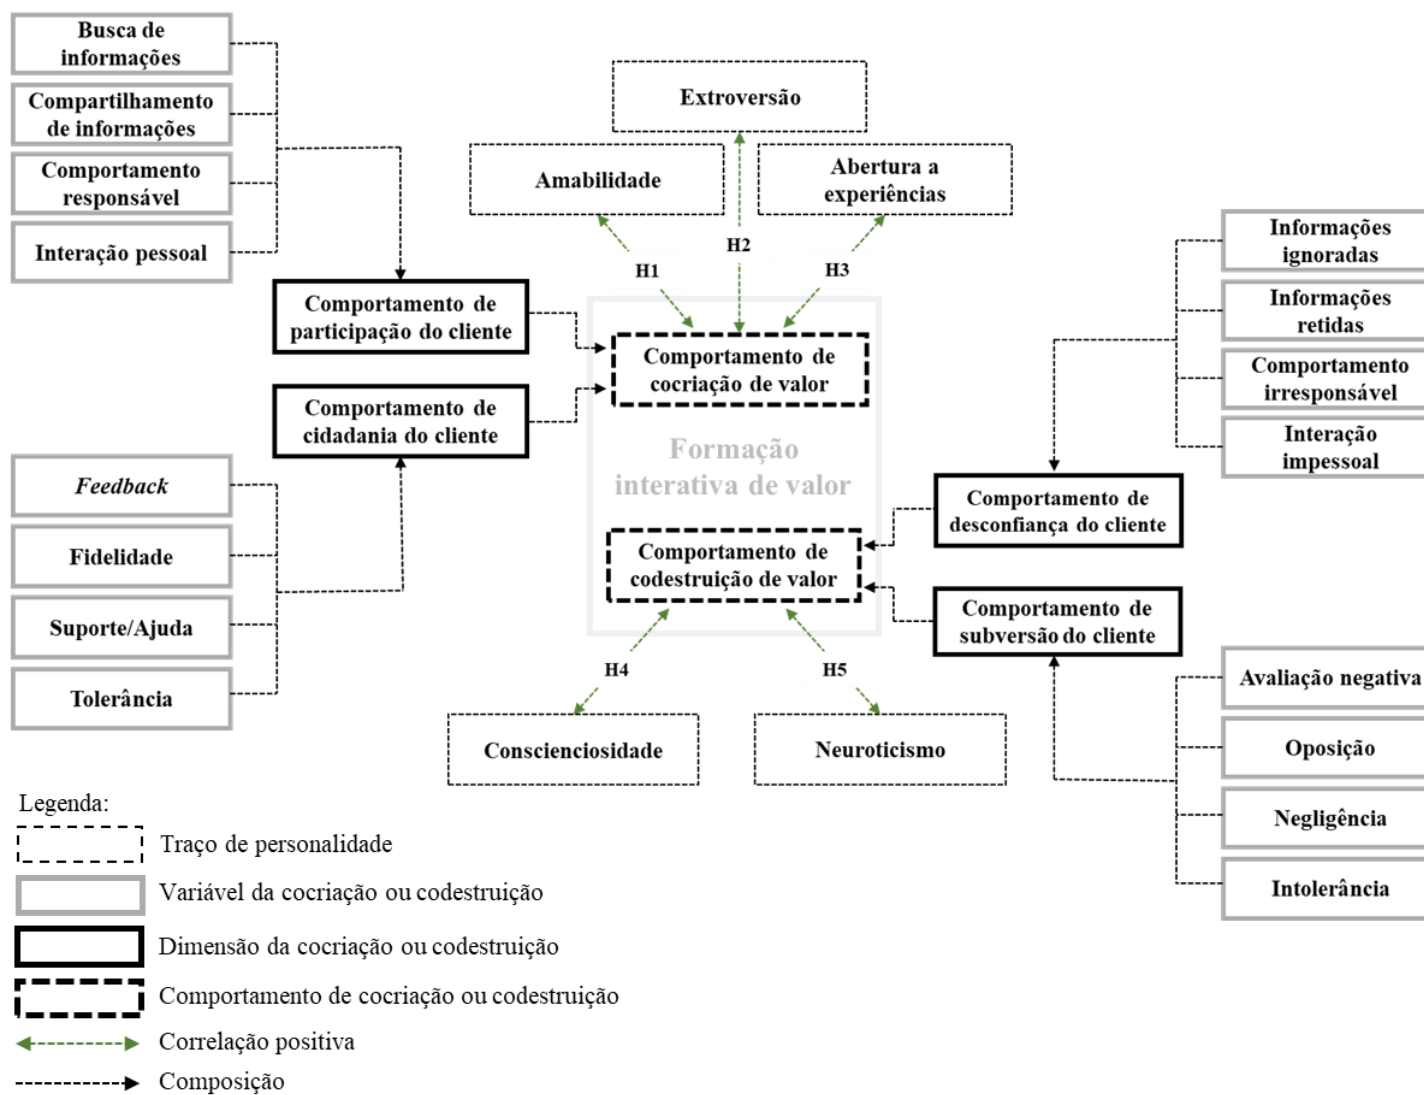 Busca de
informações
Compartilhamento
de informações
Comportamento
responsável
Interação pessoal
Extroversão
Amabilidade
Abertura a
experiências
H1
H2
H3
Comportamento de
participação do cliente
Comportamento de
cidadania do cliente
Comportamento de
cocriação de valor
Formação
interativa de valor
Comportamento de
codestruição de valor
Informações
ignoradas
Informações
retidas
Comportamento
irresponsável
Interação
impessoal
Comportamento de
desconfiança do cliente
Comportamento de
subversão do cliente
Feedback
Fidelidade
Suporte/Ajuda
Tolerância
H4
H5
Conscienciosidade
Neuroticismo
Avaliação negativa
Oposição
Negligência
Intolerância
Legenda:
Traço de personalidade
Variável da cocriação ou codestruição
Dimensão da cocriação ou codestruição
Comportamento de cocriação ou codestruição
Correlação positiva
Composição